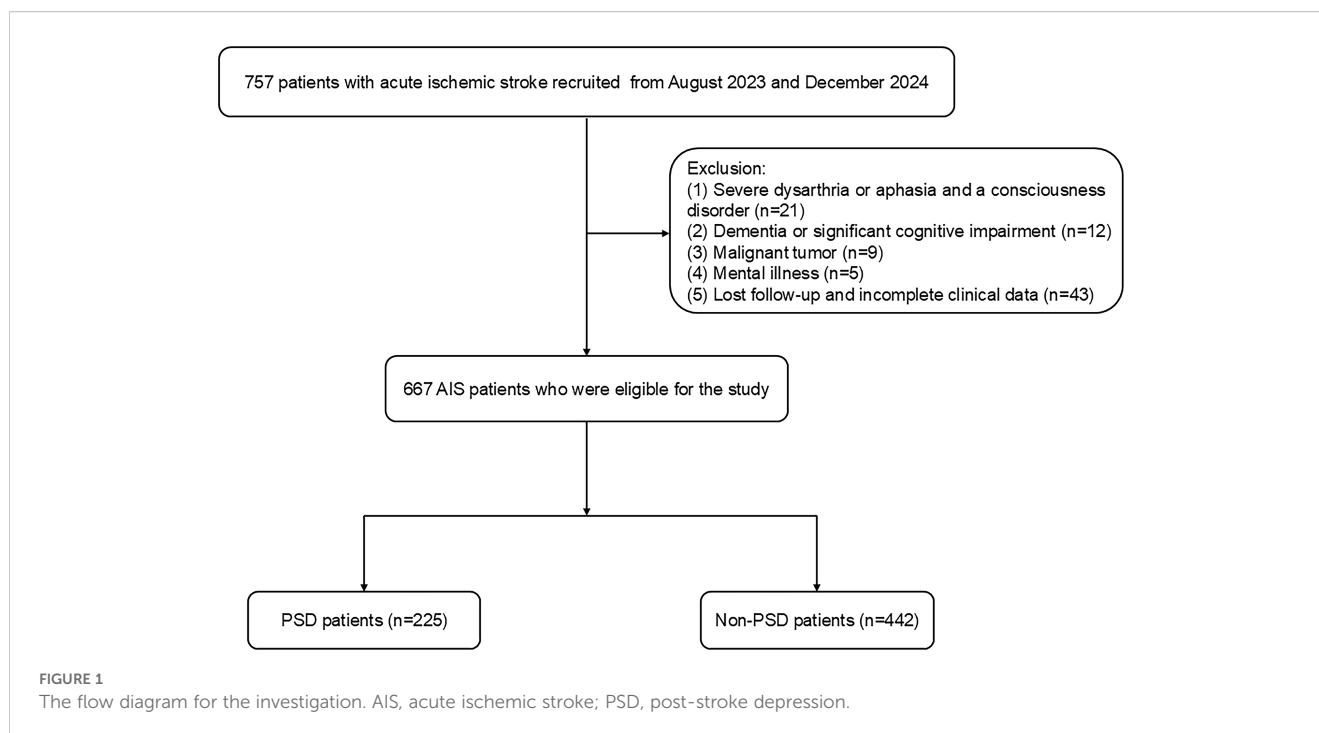 757 patients with acute ischemic stroke recruited from August 2023 and December 2024
Exclusion:
(1) Severe dysarthria or aphasia and a consciousness
disorder (n=21)
(2) Dementia or significant cognitive impairment (n=12)
(3) Malignant tumor (n=9)
(4) Mental illness (n=5)
(5) Lost follow-up and incomplete clinical data (n=43)
667 AIS patients who were eligible for the study
PSD patients (n=225)
Non-PSD patients (n=442)
FIGURE 1
The flow diagram for the investigation. AIS, acute ischemic stroke; PSD, post-stroke depression.